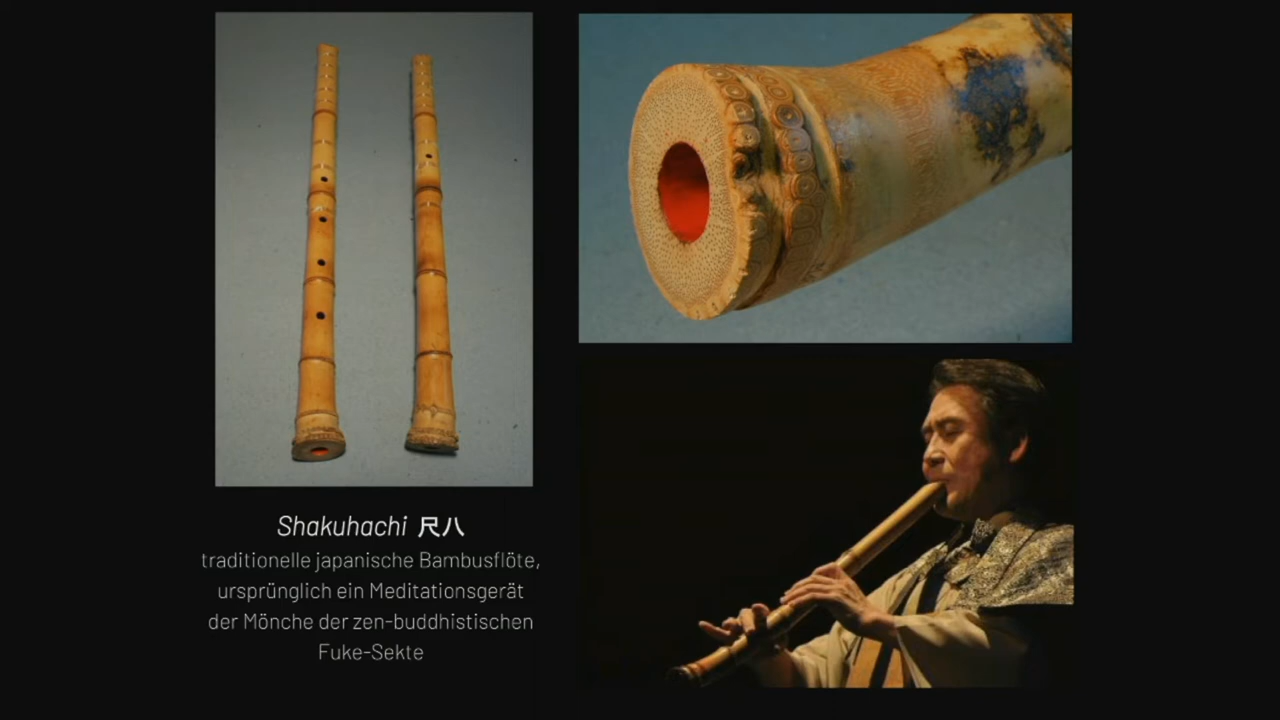 Shakuhachi 尺八
traditionelle japanische Bambusflöte,
ursprünglich ein Meditationsgerät
der Mönche der zen-buddhistischen
Fuke-Sekte